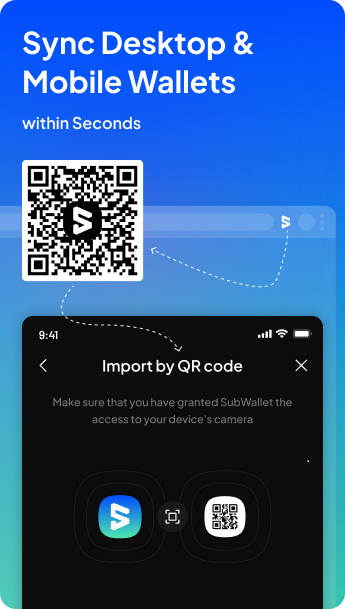 Sync Desktop &
Mobile Wallets
within Seconds
9:41
Import by QR code
Make sure that you have granted SubWallet the
access to your device's camera